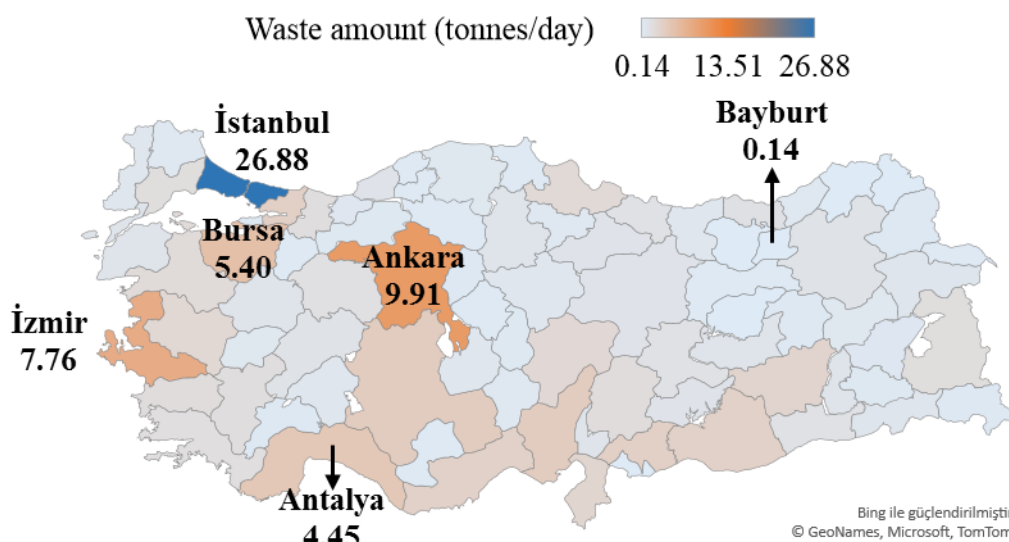 Waste amount (tonnes/day)
0.14 13.51 26.88
İstanbul
26.88
Bayburt
0.14
Bursa
5.40
Ankara
9.91
İzmir
7.76
Antalya
4.45
Bing ile güçlendirilmiştir
© GeoNames, Microsoft, TomTom